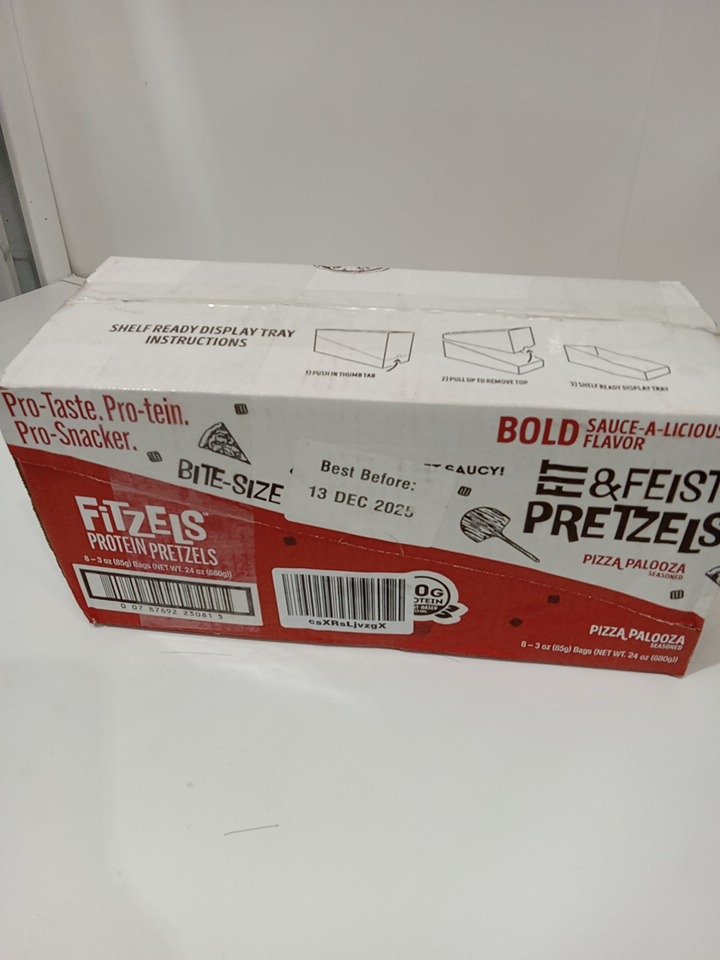 SHELF READY DISPLAY TRAY
INSTRUCTIONS
1) PUSH IN THUMB TAB
2) PULL UP TO REMOVE TOP
3) SHELF READY DISPLAY TRAY
Pro-Taste. Pro-tein.
Pro-Snacker.
BITE-SIZE
Best Before:
13 DEC 2025
SAUCY!
BOLD SAUCE-A-LICIOUS
FLAVOR
FIT & FEIST
PRETZELS
PIZZA PALOOZA
SEASONED
FiTZELS™
PROTEIN PRETZELS
8 – 3 oz (85g) Bags (NET WT. 24 oz (680g))
0 07 87692 23081 5
csXRsLjvzgX
0G
OTEIN
PIZZA PALOOZA
SEASONED
8 – 3 oz (85g) Bags (NET WT. 24 oz (680g))